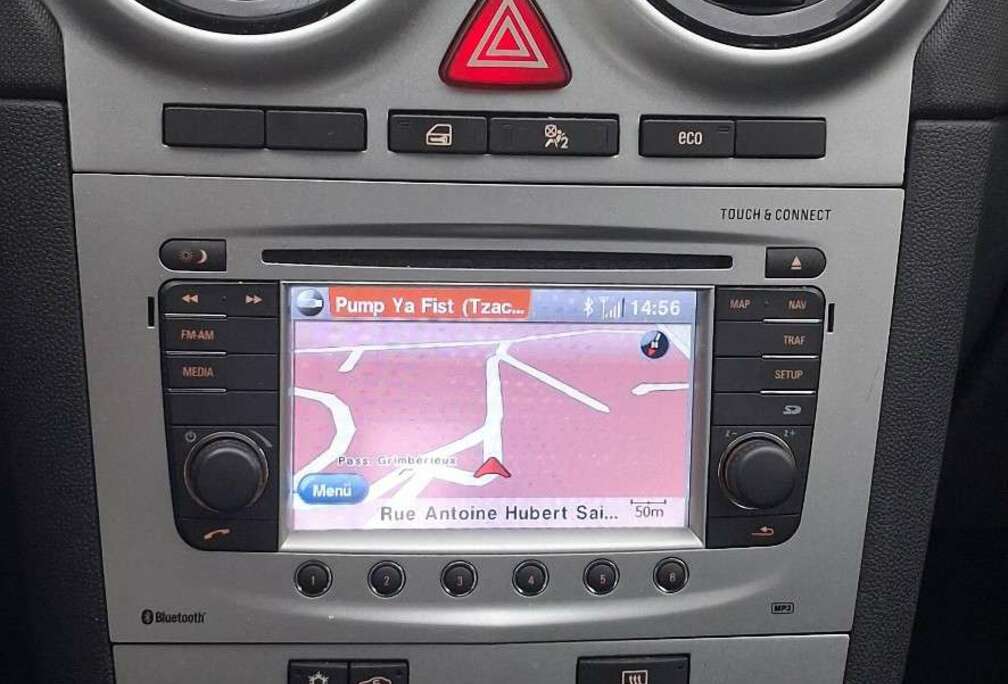 2
eco
TOUCH & CONNECT
Pump Ya Fist (Tzac... 14:56
MAP NAV
FM-AM
TRAF
MEDIA
SETUP
N
Pass. Grimberieux
Menü
Rue Antoine Hubert Sai... 50m
1 2 3 4 5 6
Bluetooth
MP3